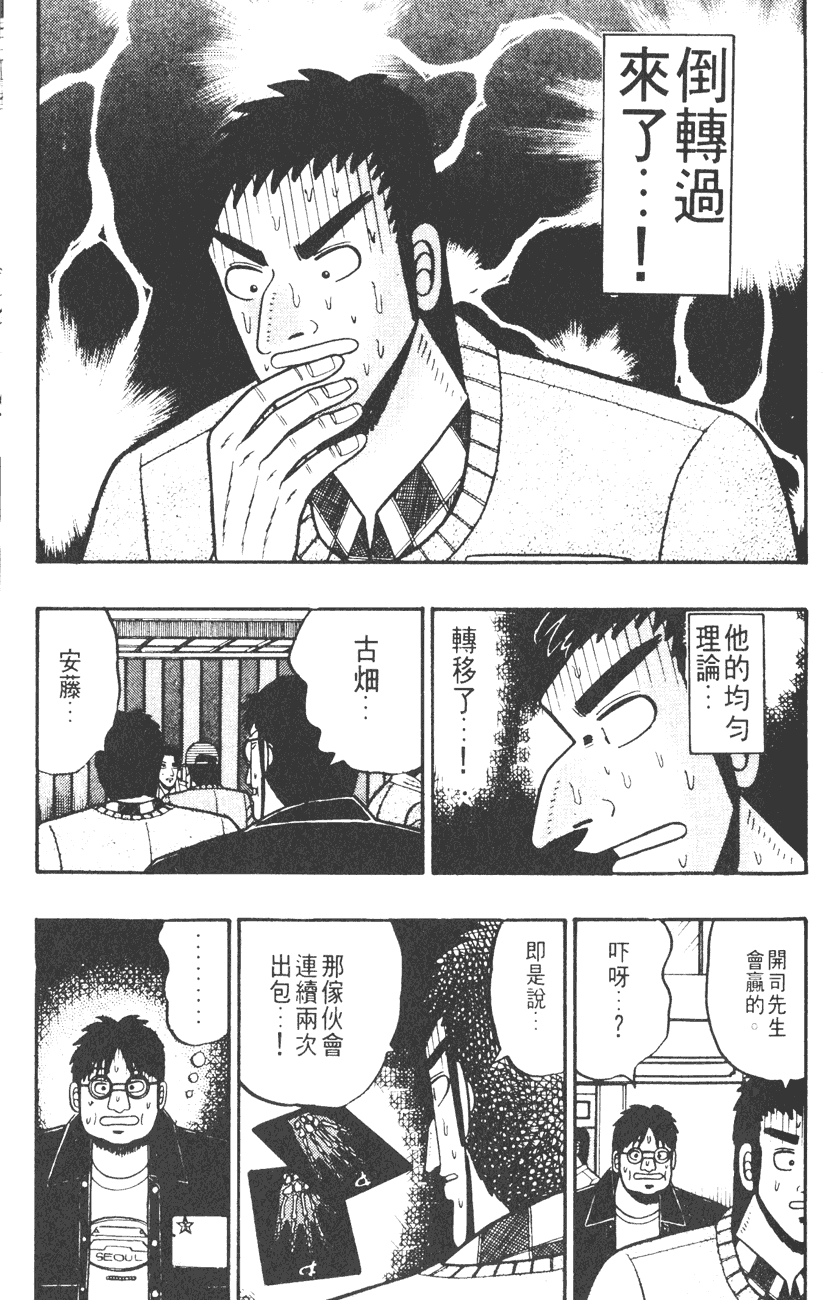 倒轉過
來了…！
他的均勻
理論…
轉移了…！
古畑…
安藤…
開司先生
會贏的。
吓呀…？
即是說…
那傢伙會
連續兩次
出包…！
………
SEOUL